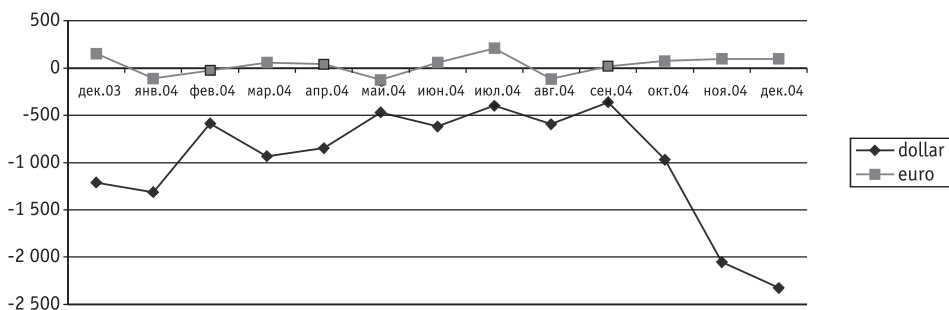 500
0
дек.03 янв.04 фев.04 мар.04 апр.04 май.04 июн.04 июл.04 авг.04 сен.04 окт.04 ноя.04 дек.04
-500
-1 000
-1 500
-2 000
-2 500
dollar
euro